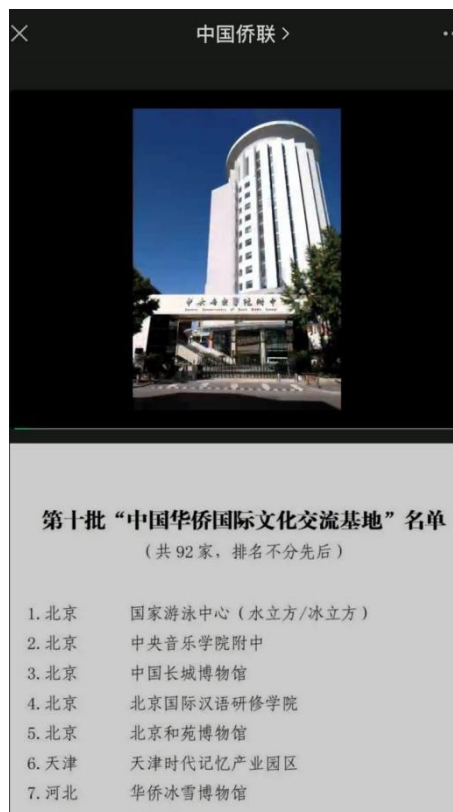 中国侨联
中央音乐学院附中
第十批“中国华侨国际文化交流基地”名单
(共 92 家,排名不分先后)
1. 北京 国家游泳中心(水立方/冰立方)
2. 北京 中央音乐学院附中
3. 北京 中国长城博物馆
4. 北京 北京国际汉语研修学院
5. 北京 北京和苑博物馆
6. 天津 天津时代记忆产业园区
7. 河北 华侨冰雪博物馆